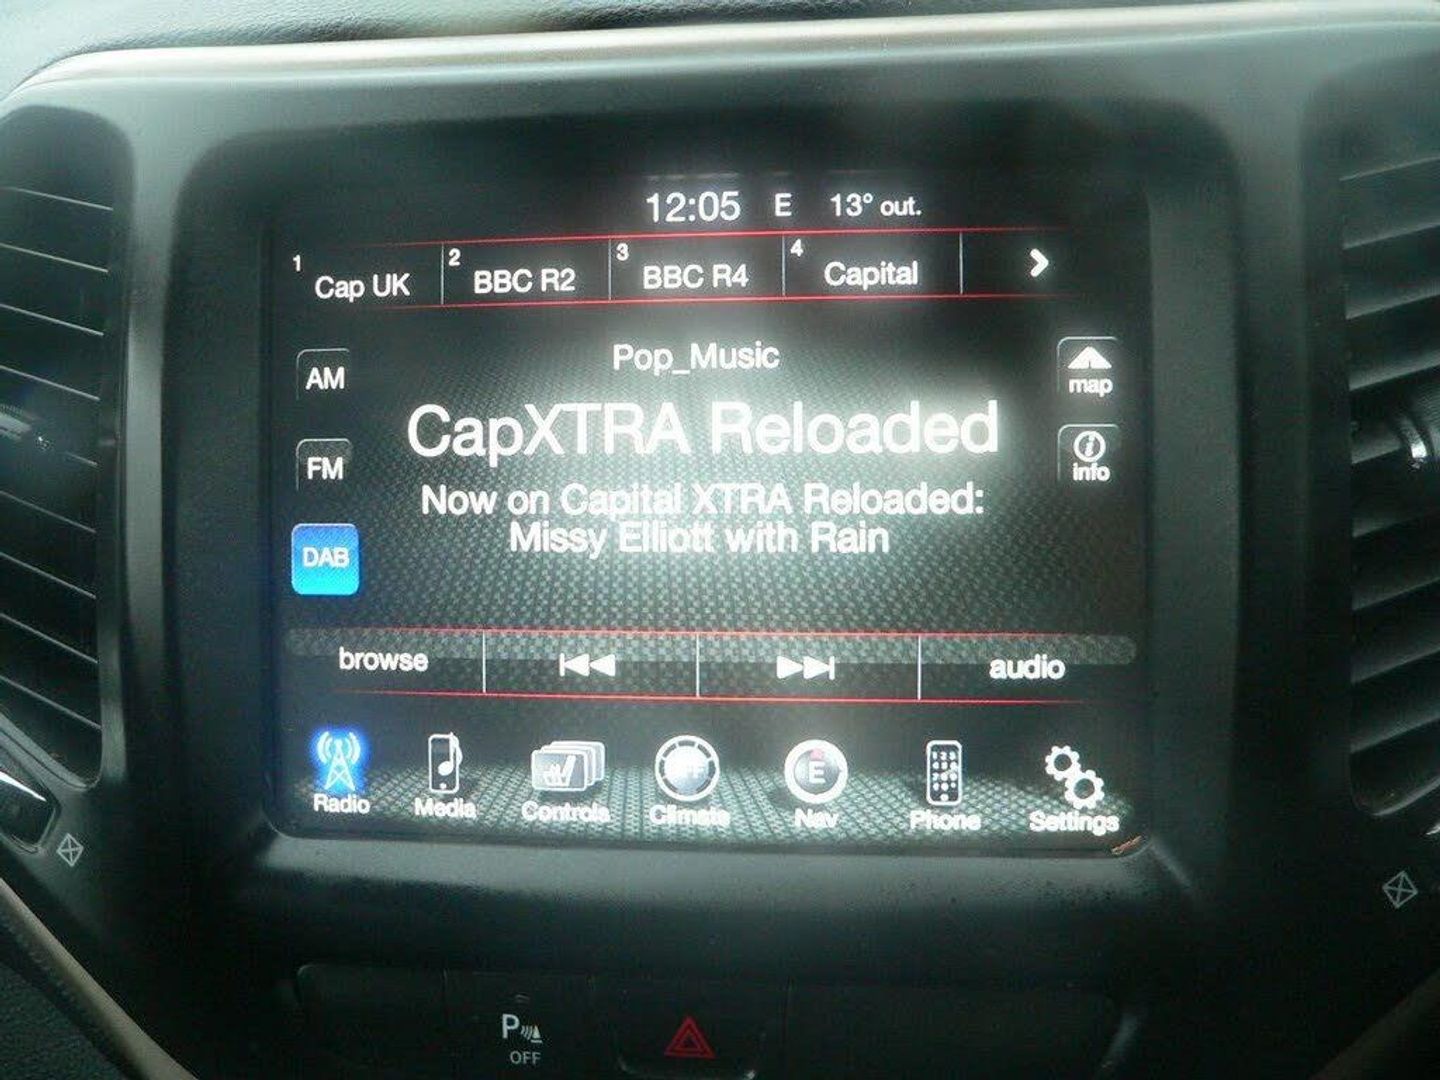 12:05 E 13° out.
1 Cap UK 2 BBC R2 3 BBC R4 4 Capital
Pop_Music
AM
map
CapXTRA Reloaded
FM
info
Now on Capital XTRA Reloaded:
Missy Elliott with Rain
DAB
browse audio
E
Radio Media Controls Climate Nav Phone Settings
P
OFF